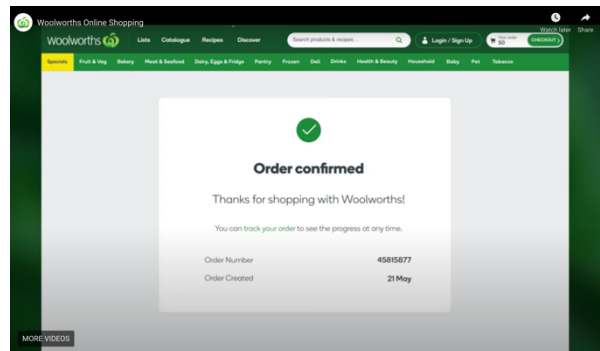 Woolworths Online Shopping
Watch later
Share
Woolworths
Lists
Catalogue
Recipes
Discover
Search products & recipes...
Login / Sign Up
Your order
$0
CHECKOUT
Specials
Fruit & Veg
Bakery
Meat & Seafood
Dairy, Eggs & Fridge
Pantry
Frozen
Deli
Drinks
Health & Beauty
Household
Baby
Pet
Tobacco
Order confirmed
Thanks for shopping with Woolworths!
You can track your order to see the progress at any time.
Order Number 45815877
Order Created 21 May
MORE VIDEOS